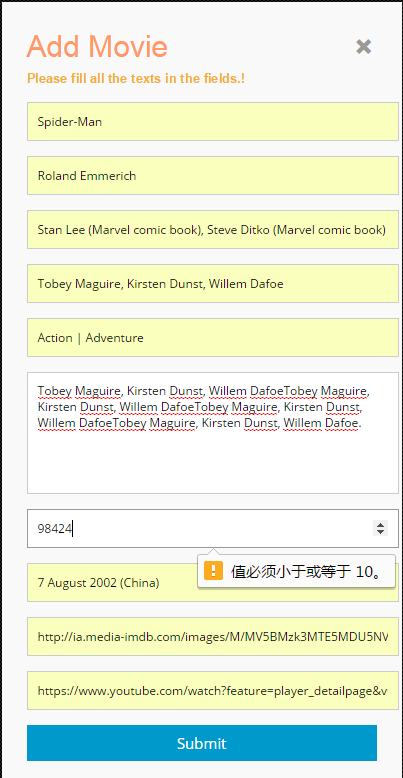 Add Movie
Please fill all the texts in the fields.!
Spider-Man
Roland Emmerich
Stan Lee (Marvel comic book), Steve Ditko (Marvel comic book)
Tobey Maguire, Kirsten Dunst, Willem Dafoe
Action | Adventure
Tobey Maguire, Kirsten Dunst, Willem DafoeTobey Maguire,
Kirsten Dunst, Willem DafoeTobey Maguire, Kirsten Dunst,
Willem DafoeTobey Maguire, Kirsten Dunst, Willem Dafoe.
98424
值必须小于或等于 10。
7 August 2002 (China)
http://ia.media-imdb.com/images/M/MV5BMzk3MTE5MDU5NV
https://www.youtube.com/watch?feature=player_detailpage&v
Submit